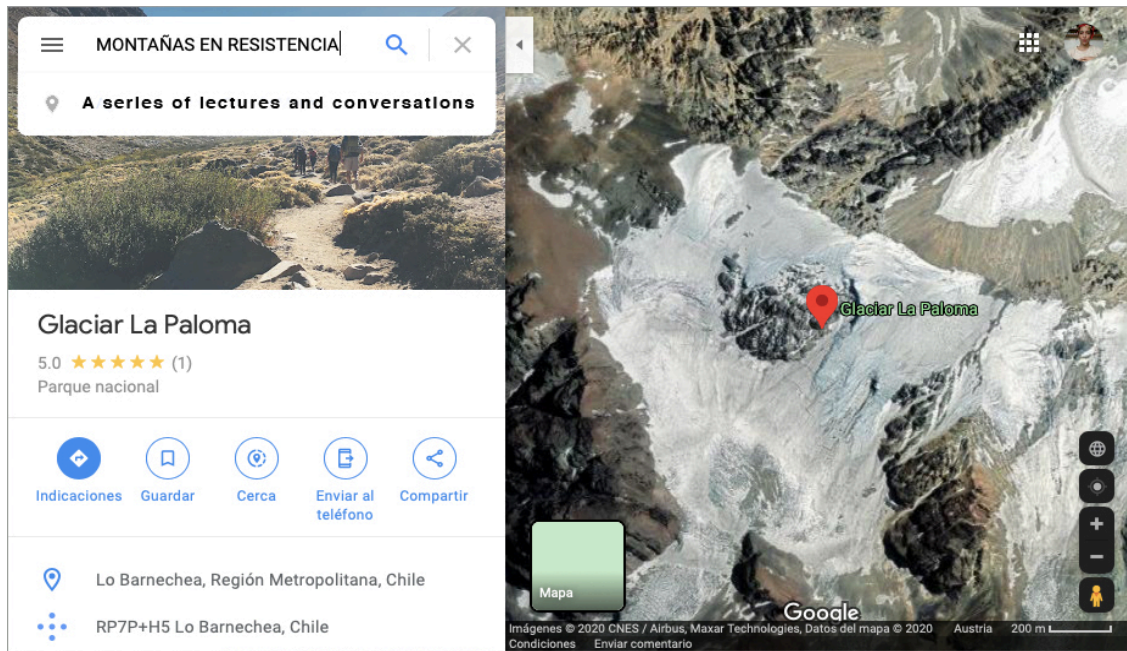 MONTAÑAS EN RESISTENCIA
A series of lectures and conversations
Glaciar La Paloma
5.0 ★★★★★ (1)
Parque nacional
Indicaciones
Guardar
Cerca
Enviar al
teléfono
Compartir
Lo Barnechea, Región Metropolitana, Chile
RP7P+H5 Lo Barnechea, Chile
Glaciar La Paloma
Mapa
Google
Imágenes © 2020 CNES / Airbus, Maxar Technologies, Datos del mapa © 2020 Austria 200 m
Condiciones Enviar comentario